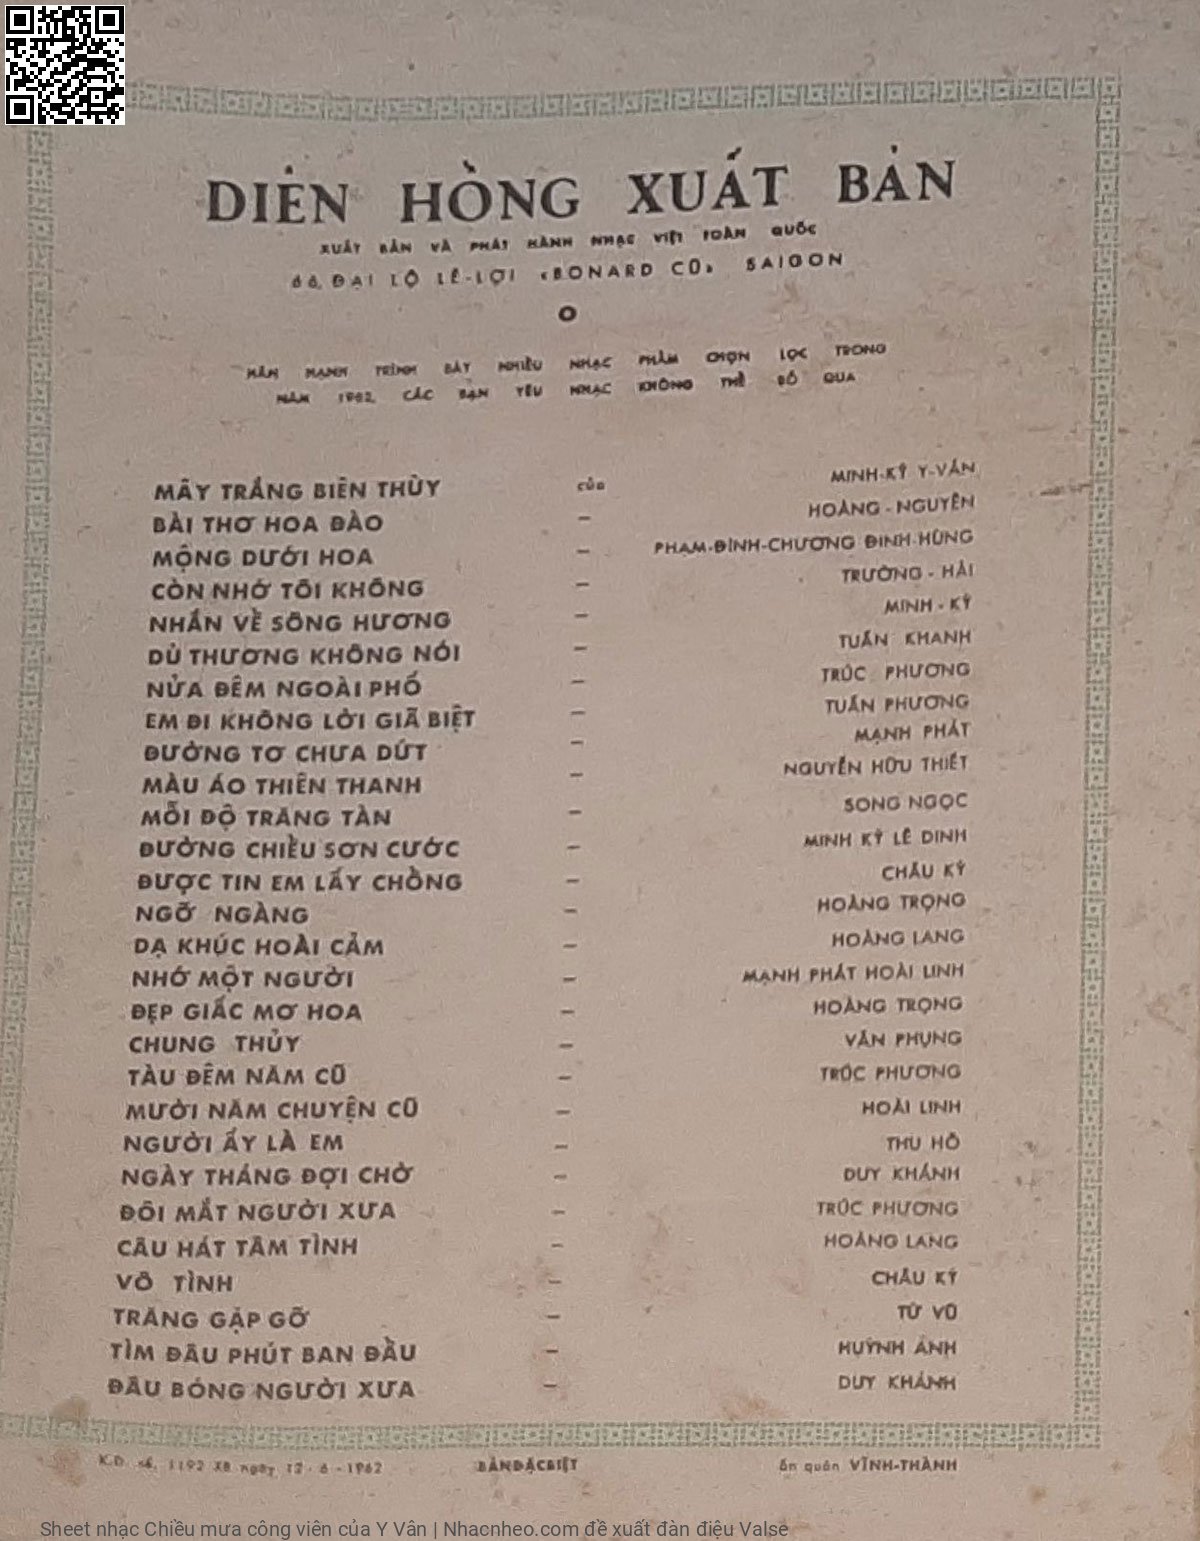 DIÊN HỒNG XUẤT BẢN
XUẤT BẢN VÀ PHÁT HÀNH NHẠC VIỆT TOÀN QUỐC
66, ĐẠI LỘ LÊ-LỢI «BONARD CŨ» SAIGON
HÂN HẠNH TRÌNH BÀY NHIỀU NHẠC PHẨM CHỌN LỌC TRONG
NĂM 1962, CÁC BẠN YÊU NHẠC KHÔNG THỂ BỎ QUA
MÂY TRẮNG BIÊN THÙY của MINH-KỲ Y-VÂN
BÀI THƠ HOA ĐÀO — HOÀNG - NGUYÊN
MỘNG DƯỚI HOA — PHẠM-ĐÌNH-CHƯƠNG ĐINH-HÙNG
CÒN NHỚ TÔI KHÔNG — TRƯỜNG - HẢI
NHẮN VỀ SÔNG HƯƠNG — MINH - KỲ
DÙ THƯƠNG KHÔNG NÓI — TUẤN KHANH
NỬA ĐÊM NGOÀI PHỐ — TRÚC PHƯƠNG
EM ĐI KHÔNG LỜI GIÃ BIỆT — TUẤN PHƯƠNG
ĐƯỜNG TƠ CHƯA DỨT — MẠNH PHÁT
MÀU ÁO THIÊN THANH — NGUYỄN HỮU THIẾT
MỖI ĐỘ TRĂNG TÀN — SONG NGỌC
ĐƯỜNG CHIỀU SƠN CƯỚC — MINH KỲ LÊ DINH
ĐƯỢC TIN EM LẤY CHỒNG — CHÂU KỲ
NGỠ NGÀNG — HOÀNG TRỌNG
DẠ KHÚC HOÀI CẢM — HOÀNG LANG
NHỚ MỘT NGƯỜI — MẠNH PHÁT HOÀI LINH
ĐẸP GIẤC MƠ HOA — HOÀNG TRỌNG
CHUNG THỦY — VĂN PHỤNG
TÀU ĐÊM NĂM CŨ — TRÚC PHƯƠNG
MƯỜI NĂM CHUYỆN CŨ — HOÀI LINH
NGƯỜI ẤY LÀ EM — THU HỒ
NGÀY THÁNG ĐỢI CHỜ — DUY KHÁNH
ĐÔI MẮT NGƯỜI XƯA — TRÚC PHƯƠNG
CÂU HÁT TÂM TÌNH — HOÀNG LANG
VÔ TÌNH — CHÂU KỲ
TRĂNG GẶP GỠ — TỪ VŨ
TÌM ĐÂU PHÚT BAN ĐẦU — HUỲNH ANH
ĐÂU BÓNG NGƯỜI XƯA — DUY KHÁNH
K.D. số, 1192 XB ngày 12-6-1962 BẢN ĐẶC BIỆT ấn quán VĨNH-THÀNH
Sheet nhạc Chiều mưa công viên của Y Vân | Nhacnheo.com đề xuất đàn điệu Valse